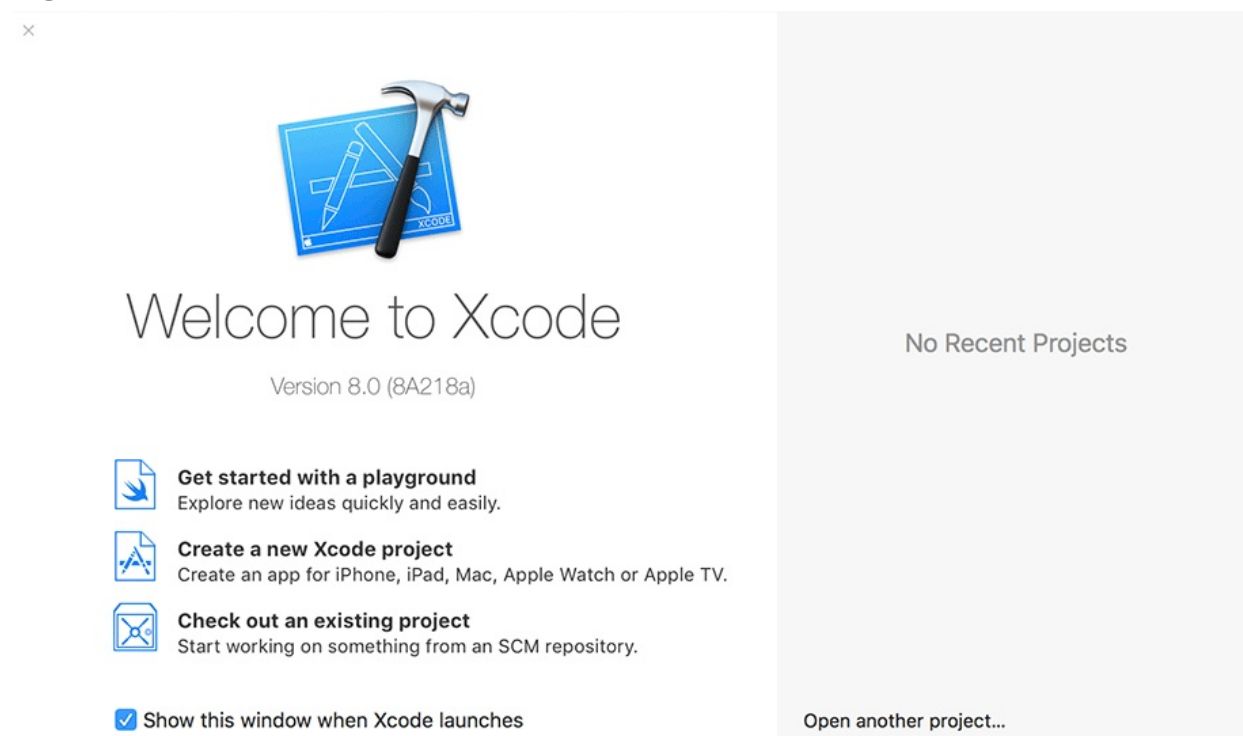 XCODE
Welcome to Xcode
Version 8.0 (8A218a)
Get started with a playground
Explore new ideas quickly and easily.
Create a new Xcode project
Create an app for iPhone, iPad, Mac, Apple Watch or Apple TV.
Check out an existing project
Start working on something from an SCM repository.
Show this window when Xcode launches
No Recent Projects
Open another project...